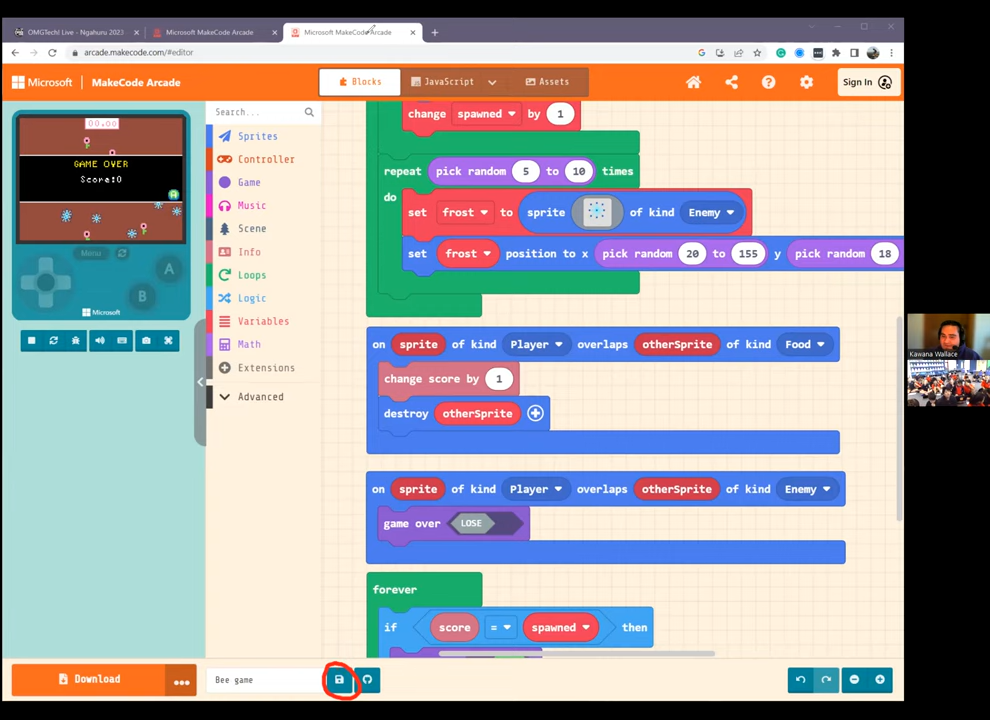 OMGTech! Live - Ngahuru 2023
Microsoft MakeCode Arcade
Microsoft MakeCode Arcade
arcade.makecode.com/#editor
Microsoft
MakeCode Arcade
Blocks
JavaScript
Assets
Sign In
00.00
GAME OVER
Score:0
Menu
A
B
Microsoft
Search...
Sprites
Controller
Game
Music
Scene
Info
Loops
Logic
Variables
Math
Extensions
Advanced
change spawned by 1
repeat pick random 5 to 10 times
do
set frost to sprite of kind Enemy
set frost position to x pick random 20 to 155 y pick random 18
on sprite of kind Player overlaps otherSprite of kind Food
change score by 1
destroy otherSprite
on sprite of kind Player overlaps otherSprite of kind Enemy
game over LOSE
forever
if score = spawned then
Download
Bee game
Kawana Wallace